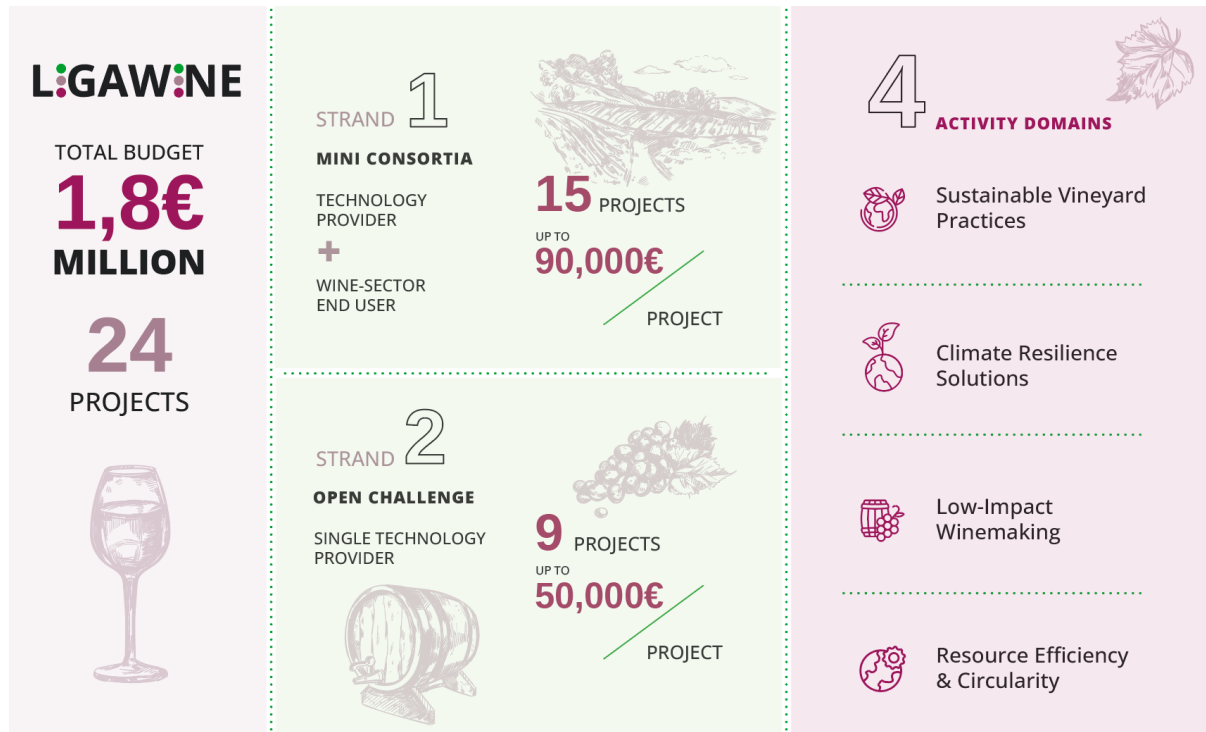 LIGAWINE
TOTAL BUDGET
1,8€
MILLION
24
PROJECTS
STRAND 1
MINI CONSORTIA
TECHNOLOGY
PROVIDER
+
WINE-SECTOR
END USER
15 PROJECTS
UP TO
90,000€
PROJECT
STRAND 2
OPEN CHALLENGE
SINGLE TECHNOLOGY
PROVIDER
9 PROJECTS
UP TO
50,000€
PROJECT
4 ACTIVITY DOMAINS
Sustainable Vineyard
Practices
Climate Resilience
Solutions
Low-Impact
Winemaking
Resource Efficiency
& Circularity